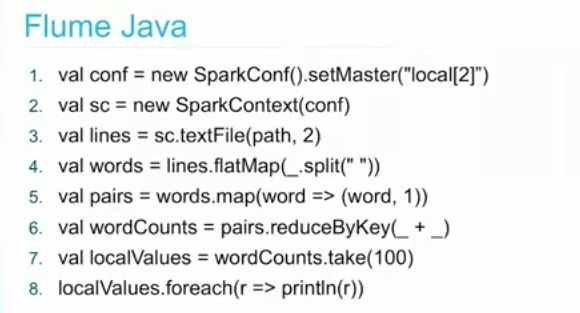 Flume Java
1. val conf = new SparkConf().setMaster("local[2]”)
2. val sc = new SparkContext(conf)
3. val lines = sc.textFile(path, 2)
4. val words = lines.flatMap(_.split(" "))
5. val pairs = words.map(word => (word, 1))
6. val wordCounts = pairs.reduceByKey(_ + _)
7. val localValues = wordCounts.take(100)
8. localValues.foreach(r => println(r))